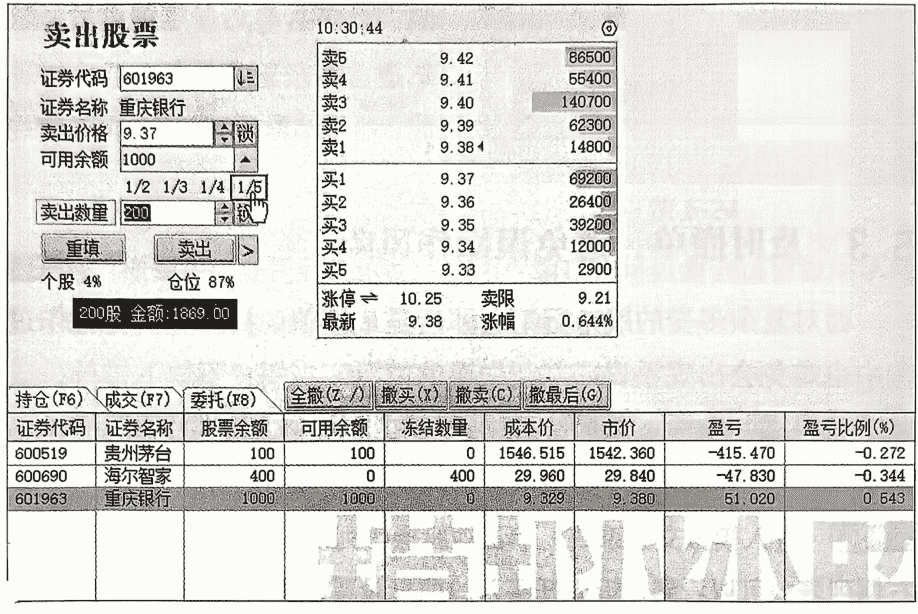 卖出股票
证券代码 601963
证券名称 重庆银行
卖出价格 9.37 锁
可用余额 1000
1/2 1/3 1/4 1/5
卖出数量 200
重填 卖出 >
个股 4% 仓位 87%
200股 金额:1869.00
10:30:44
卖5 9.42 86500
卖4 9.41 55400
卖3 9.40 140700
卖2 9.39 62300
卖1 9.38 14800
买1 9.37 69200
买2 9.36 26400
买3 9.35 39200
买4 9.34 12000
买5 9.33 2900
涨停 10.25 卖限 9.21
最新 9.38 涨幅 0.644%
持仓(F6) 成交(F7) 委托(F8) 全撤(Z /) 撤买(X) 撤卖(C) 撤最后(G)
证券代码 证券名称 股票余额 可用余额 冻结数量 成本价 市价 盈亏 盈亏比例(%)
600519 贵州茅台 100 100 0 1546.515 1542.360 -415.470 -0.272
600690 海尔智家 400 0 400 29.960 29.840 -47.830 -0.344
601963 重庆银行 1000 1000 0 9.329 9.380 51.020 0.543